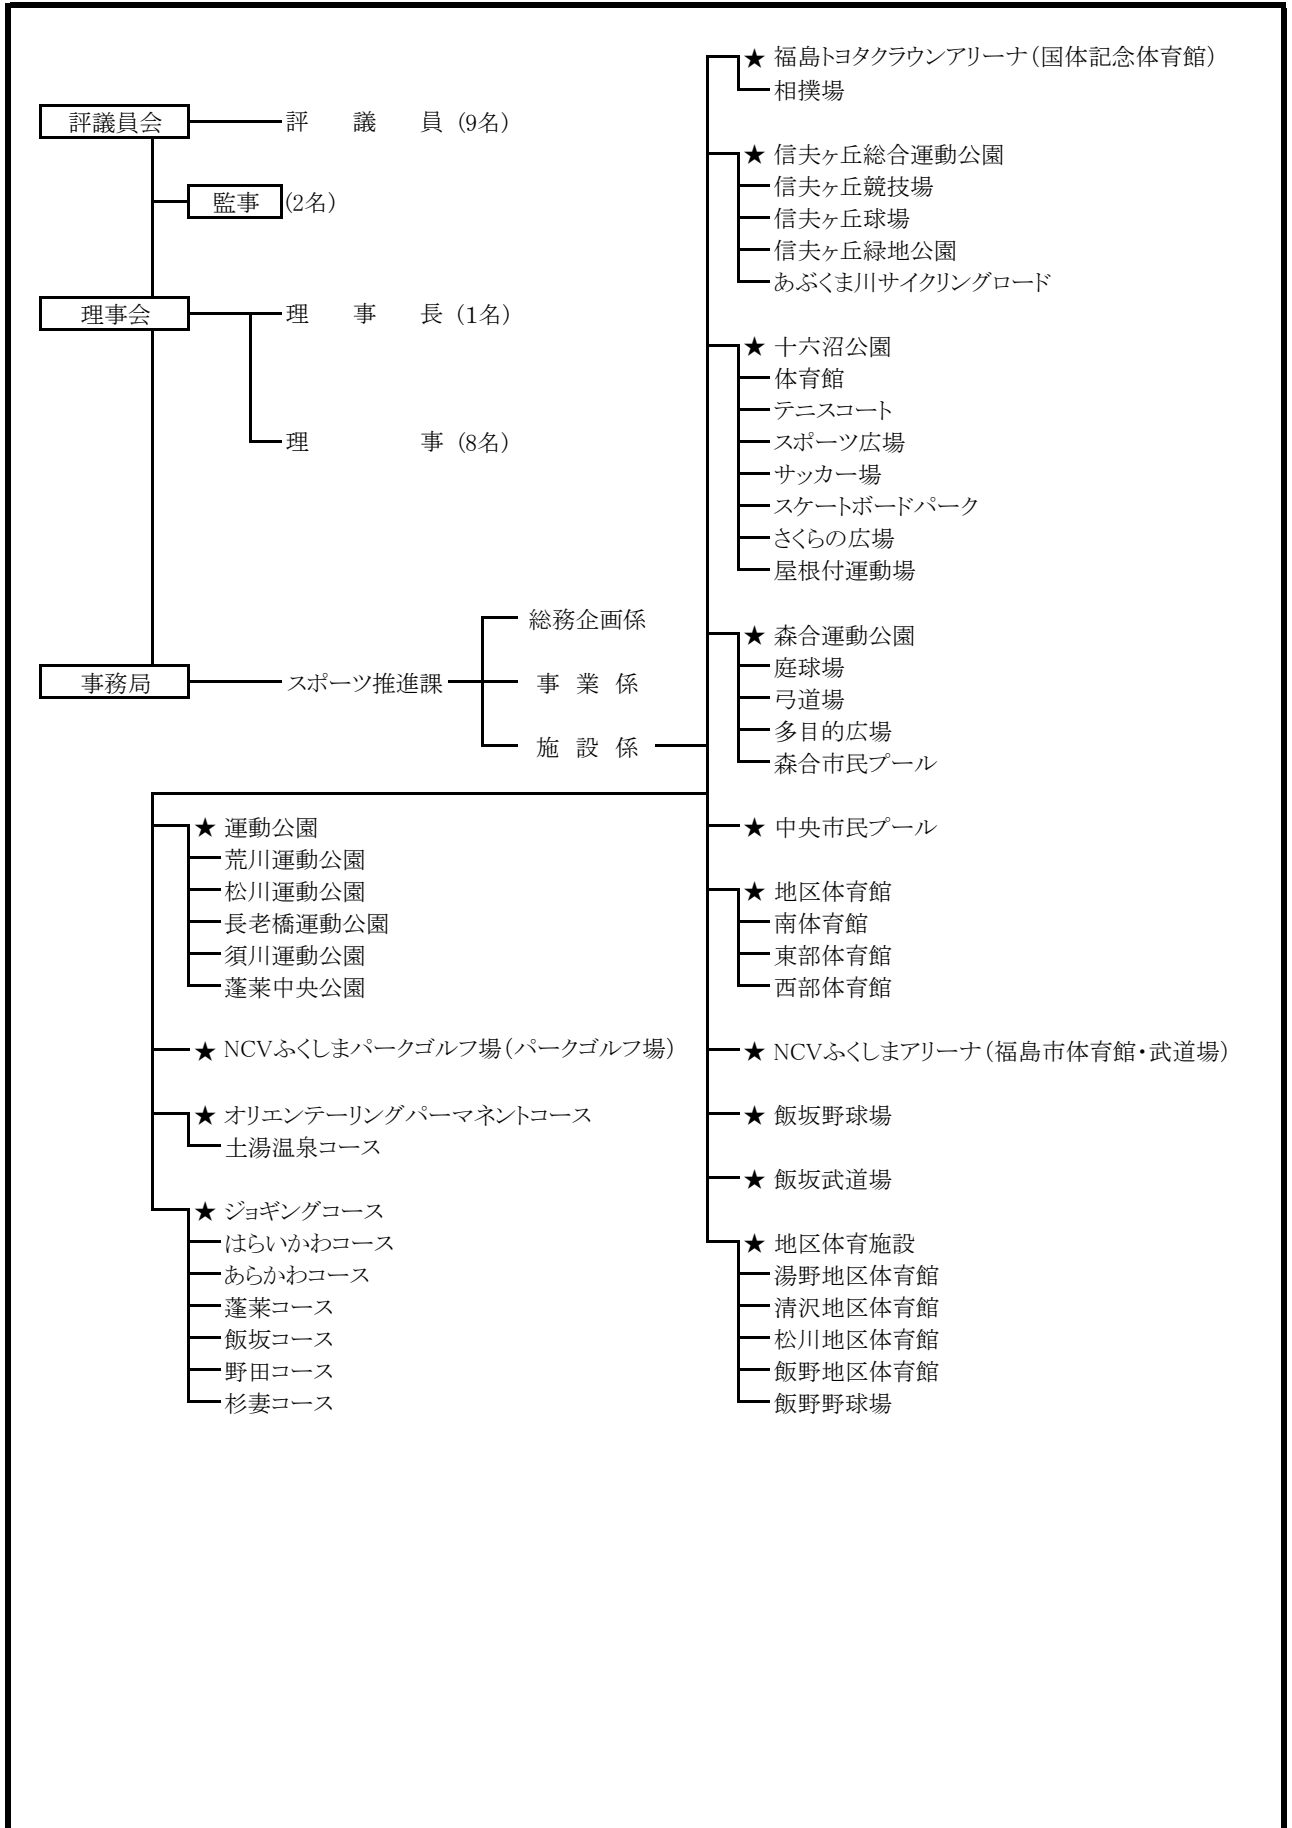 評議員会
評　議　員 (9名)
監事 (2名)
理事会
理　事　長 (1名)
理　　　事 (8名)
総務企画係
事務局
スポーツ推進課
事 業 係
施 設 係
★ 福島トヨタクラウンアリーナ（国体記念体育館）
相撲場
★ 信夫ヶ丘総合運動公園
信夫ヶ丘競技場
信夫ヶ丘球場
信夫ヶ丘緑地公園
あぶくま川サイクリングロード
★ 十六沼公園
体育館
テニスコート
スポーツ広場
サッカー場
スケートボードパーク
さくらの広場
屋根付運動場
★ 森合運動公園
庭球場
弓道場
多目的広場
森合市民プール
★ 中央市民プール
★ 地区体育館
南体育館
東部体育館
西部体育館
★ NCVふくしまアリーナ（福島市体育館・武道場）
★ 飯坂野球場
★ 飯坂武道場
★ 地区体育施設
湯野地区体育館
清沢地区体育館
松川地区体育館
飯野地区体育館
飯野野球場
★ 運動公園
荒川運動公園
松川運動公園
長老橋運動公園
須川運動公園
蓬莱中央公園
★ NCVふくしまパークゴルフ場（パークゴルフ場）
★ オリエンテーリングパーマネントコース
土湯温泉コース
★ ジョギングコース
はらいかわコース
あらかわコース
蓬莱コース
飯坂コース
野田コース
杉妻コース